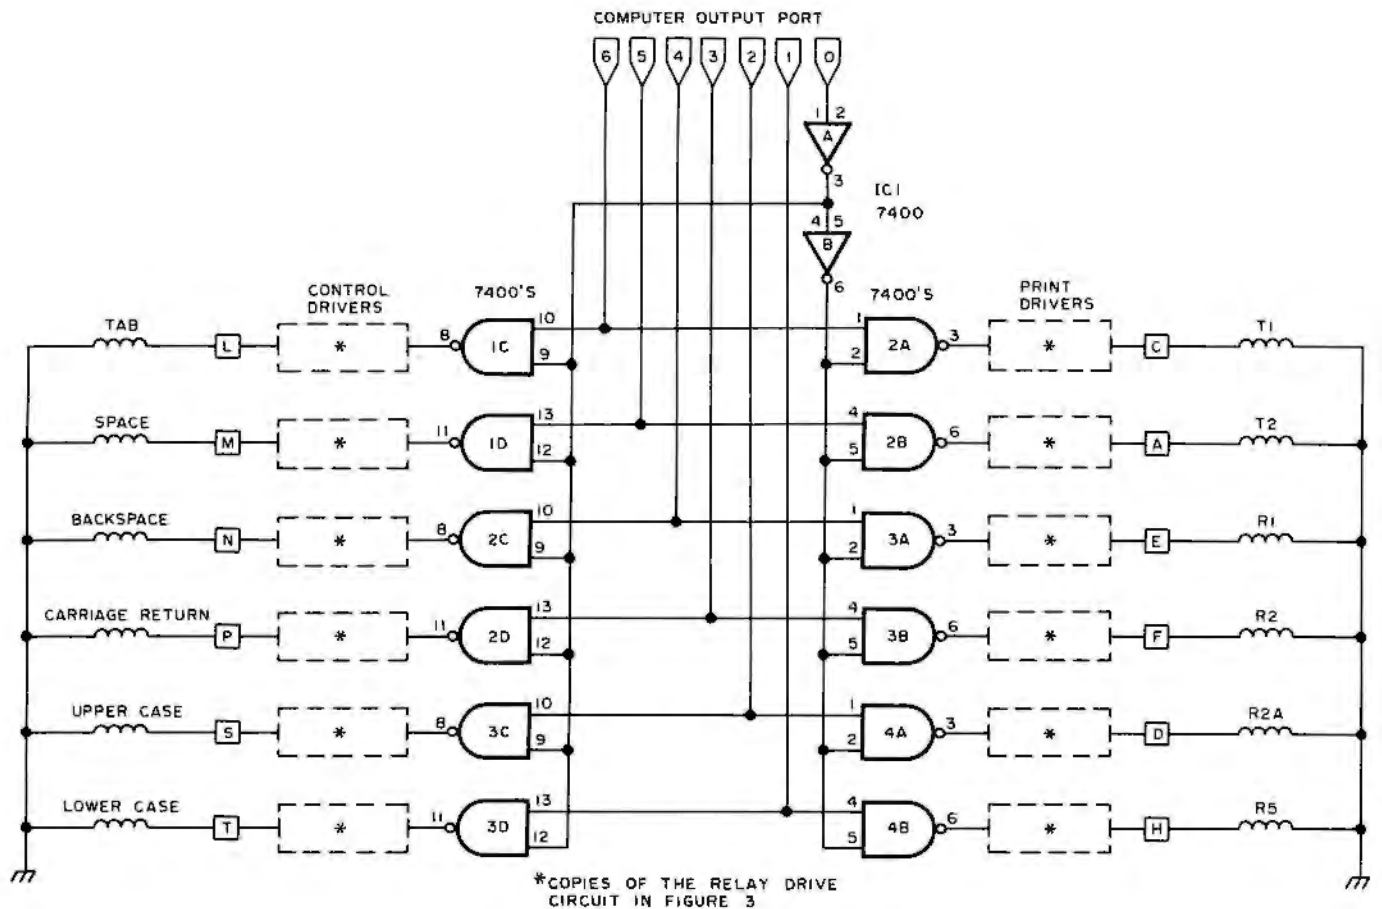 COMPUTER OUTPUT PORT
6 5 4 3 2 1 0
1 2
A
3
IC1
7400
4 5
B
6
CONTROL
DRIVERS
7400'S
7400'S
PRINT
DRIVERS
TAB L * 8 1C 10 9 1 2 2A 3 * C T1
SPACE M * 11 1D 13 12 4 5 2B 6 * A T2
BACKSPACE N * 8 2C 10 9 1 2 3A 3 * E R1
CARRIAGE RETURN P * 11 2D 13 12 4 5 3B 6 * F R2
UPPER CASE S * 8 3C 10 9 1 2 4A 3 * D R2A
LOWER CASE T * 11 3D 13 12 4 5 4B 6 * H R5
*COPIES OF THE RELAY DRIVE
CIRCUIT IN FIGURE 3